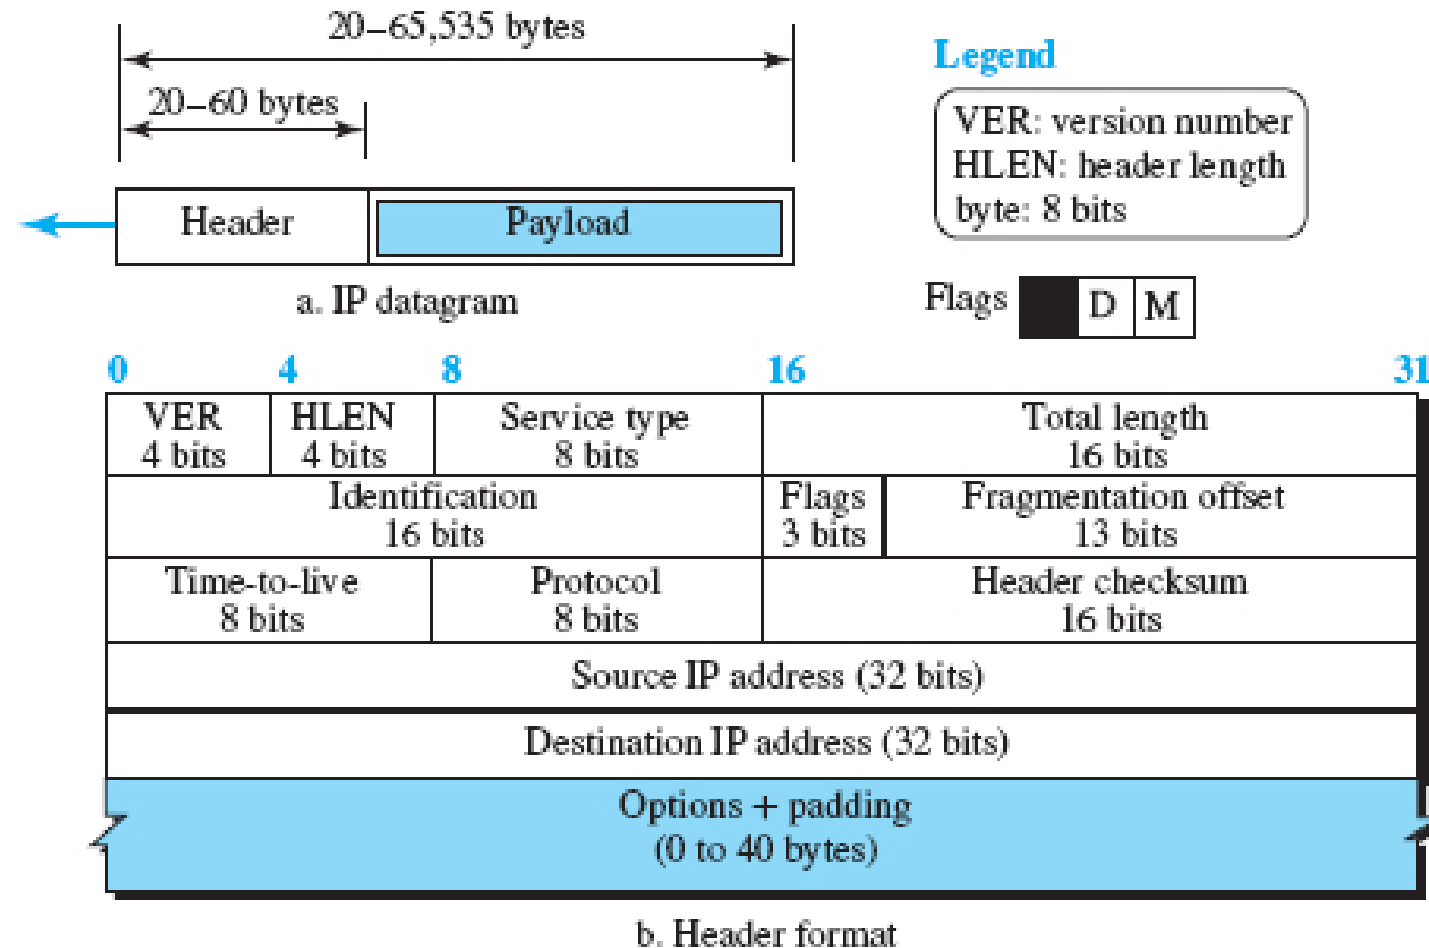 20–65,535 bytes
20–60 bytes
Header
Payload
a. IP datagram
Legend
VER: version number
HLEN: header length
byte: 8 bits
Flags D M
0 4 8 16 31
VER
4 bits
HLEN
4 bits
Service type
8 bits
Total length
16 bits
Identification
16 bits
Flags
3 bits
Fragmentation offset
13 bits
Time-to-live
8 bits
Protocol
8 bits
Header checksum
16 bits
Source IP address (32 bits)
Destination IP address (32 bits)
Options + padding
(0 to 40 bytes)
b. Header format